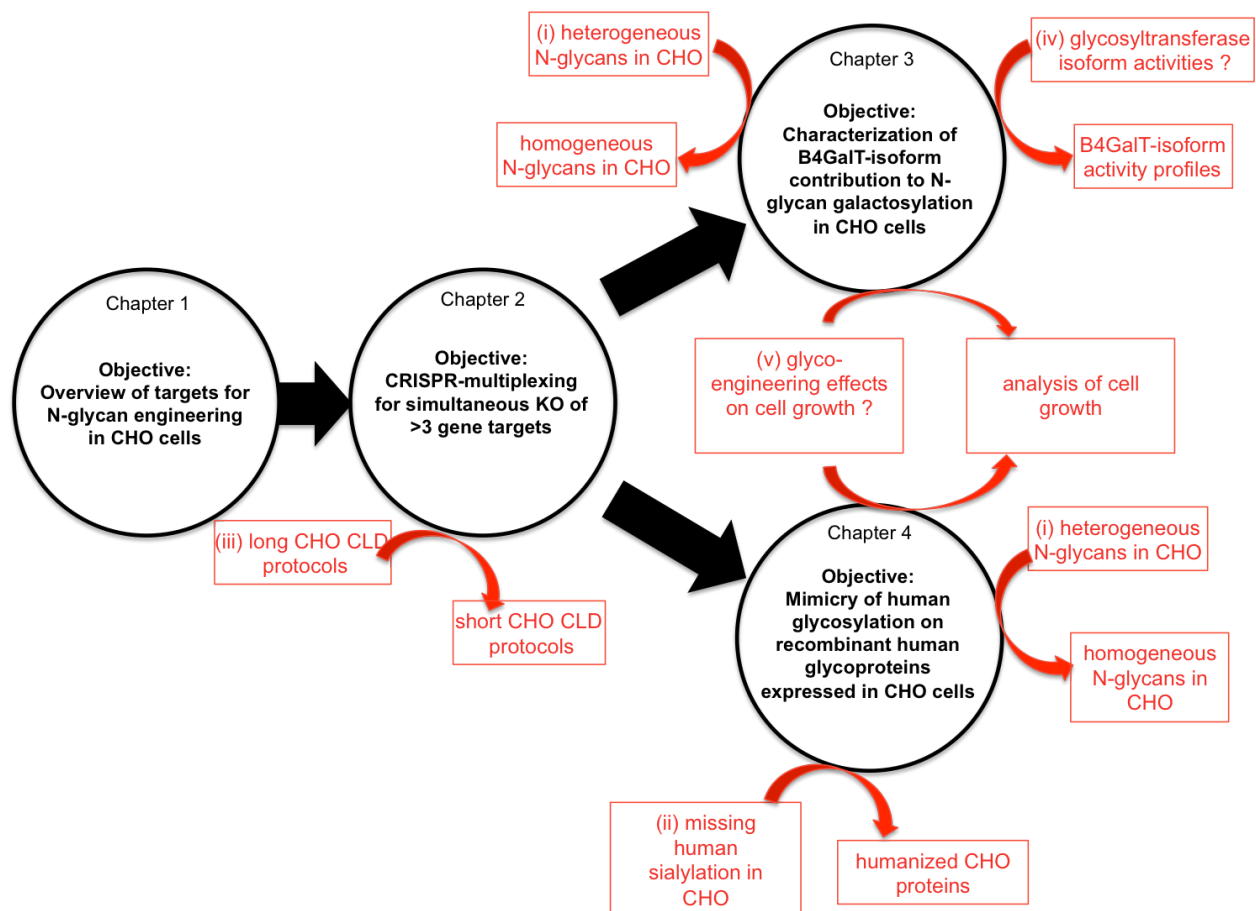 Chapter 1
Objective:
Overview of targets for
N-glycan engineering
in CHO cells
Chapter 2
Objective:
CRISPR-multiplexing
for simultaneous KO of
>3 gene targets
(iii) long CHO CLD
protocols
short CHO CLD
protocols
(i) heterogeneous
N-glycans in CHO
homogeneous
N-glycans in CHO
Chapter 3
Objective:
Characterization of
B4GalT-isoform
contribution to N-
glycan galactosylation
in CHO cells
(iv) glycosyltransferase
isoform activities ?
B4GalT-isoform
activity profiles
(v) glyco-
engineering effects
on cell growth ?
analysis of cell
growth
Chapter 4
Objective:
Mimicry of human
glycosylation on
recombinant human
glycoproteins
expressed in CHO cells
(i) heterogeneous
N-glycans in CHO
homogeneous
N-glycans in
CHO
(ii) missing
human
sialylation in
CHO
humanized CHO
proteins